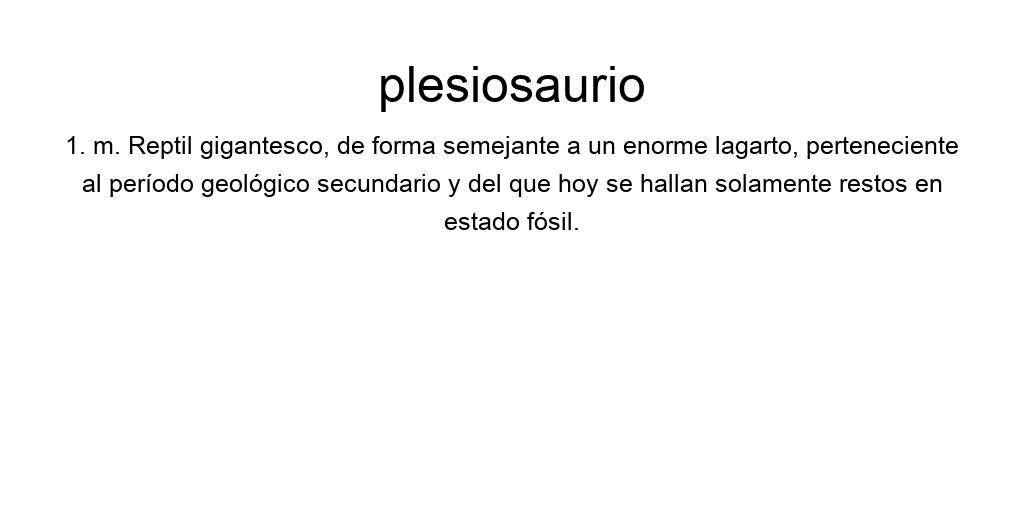 plesiosaurio
1. m. Reptil gigantesco, de forma semejante a un enorme lagarto, perteneciente
al período geológico secundario y del que hoy se hallan solamente restos en
estado fósil.